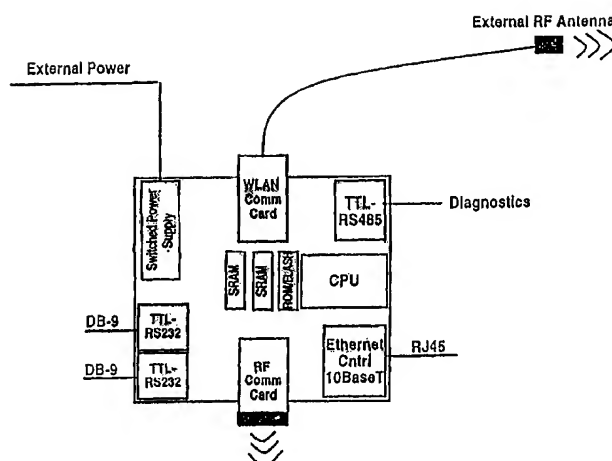 External RF Antenna
External Power
WLAN
Comm
Card
TTL-
RS485
Diagnostics
Switched Power
Supply
SRAM
SRAM
ROM/FLASH
CPU
DB-9
TTL-
RS232
DB-9
TTL-
RS232
RF
Comm
Card
Ethernet
Cntrl
10BaseT
RJ45